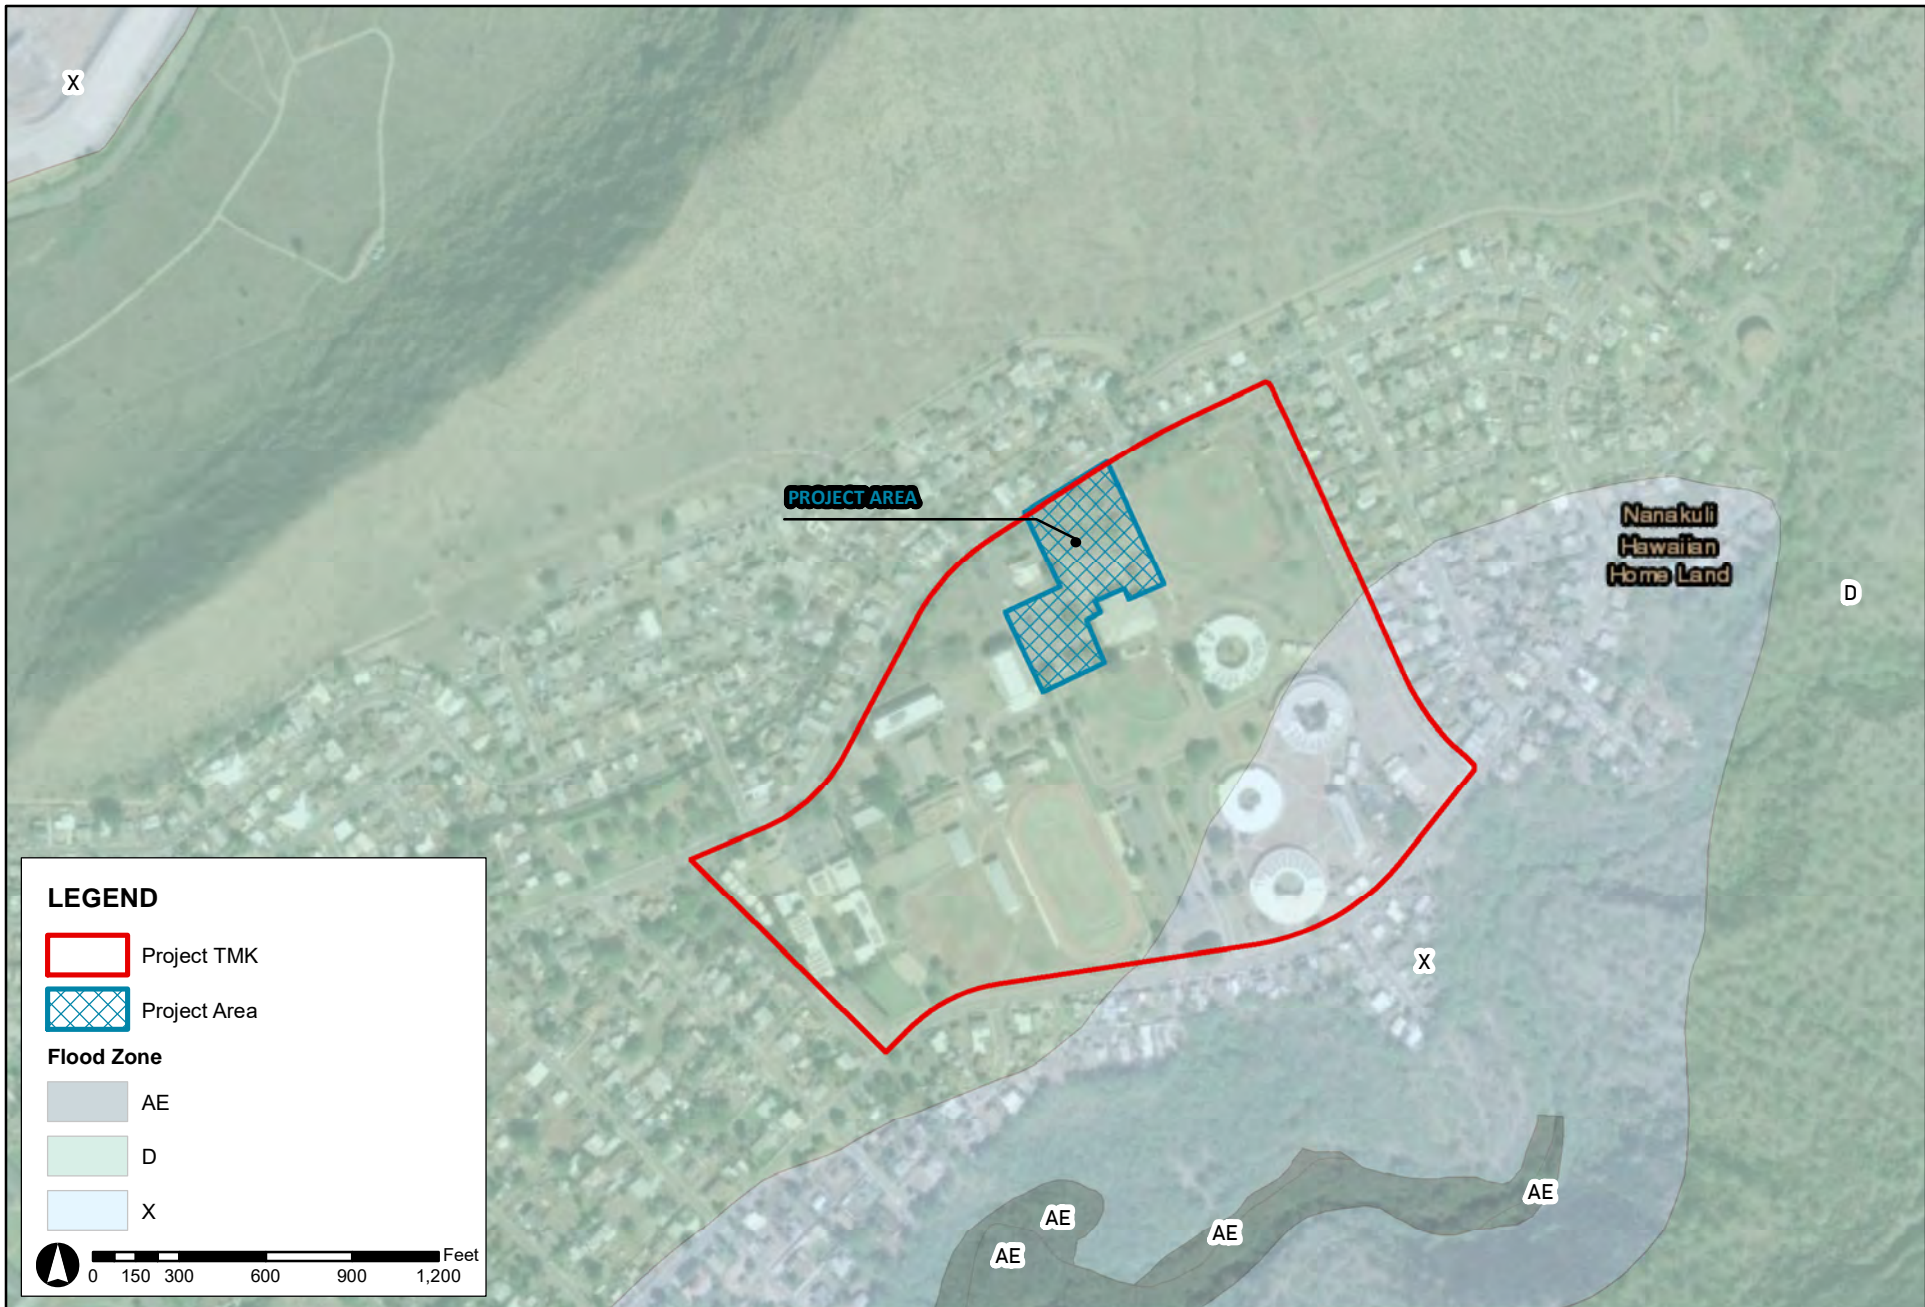 X
PROJECT AREA
Nanakuli
Hawaiian
Home Land
D
X
AE
AE
AE
AE
LEGEND
Project TMK
Project Area
Flood Zone
AE
D
X
Feet
0 150 300 600 900 1,200